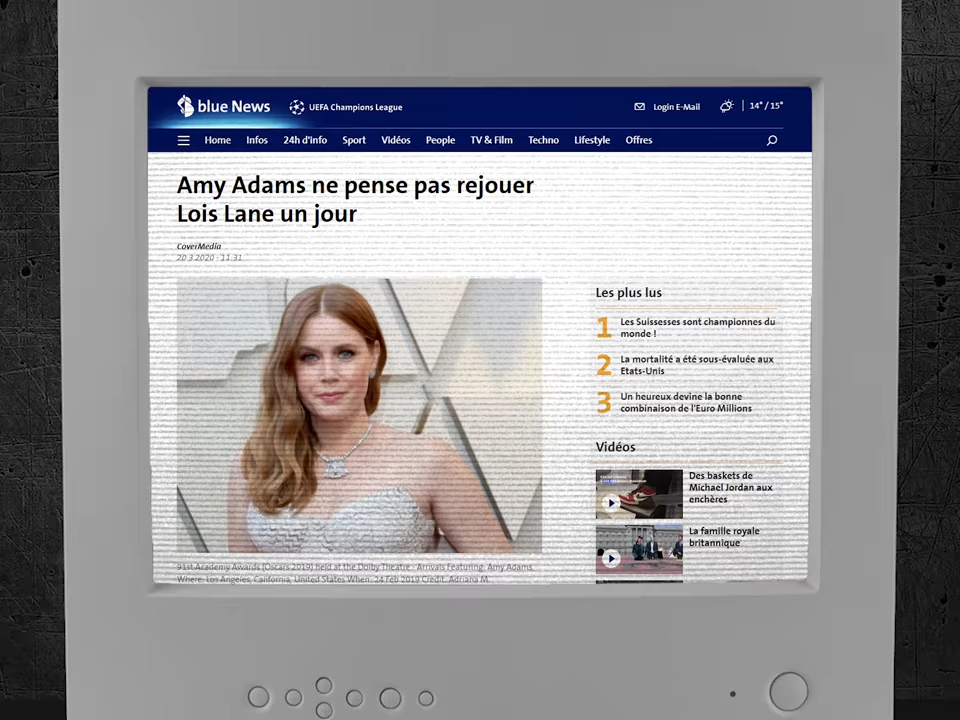 blue News
UEFA Champions League
Login E-Mail
14° / 15°
Home Infos 24h d'info Sport Vidéos People TV & Film Techno Lifestyle Offres
Amy Adams ne pense pas rejouer
Lois Lane un jour
CoverMedia
20.3.2020 - 11:31
91st Academy Awards (Oscars 2019) held at the Dolby Theatre - Arrivals Featuring: Amy Adams
Where: Los Angeles, California, United States When: 24 Feb 2019 Credit: Adriana M.
Les plus lus
1 Les Suissesses sont championnes du
monde !
2 La mortalité a été sous-évaluée aux
Etats-Unis
3 Un heureux devine la bonne
combinaison de l'Euro Millions
Vidéos
Des baskets de
Michael Jordan aux
enchères
La famille royale
britannique